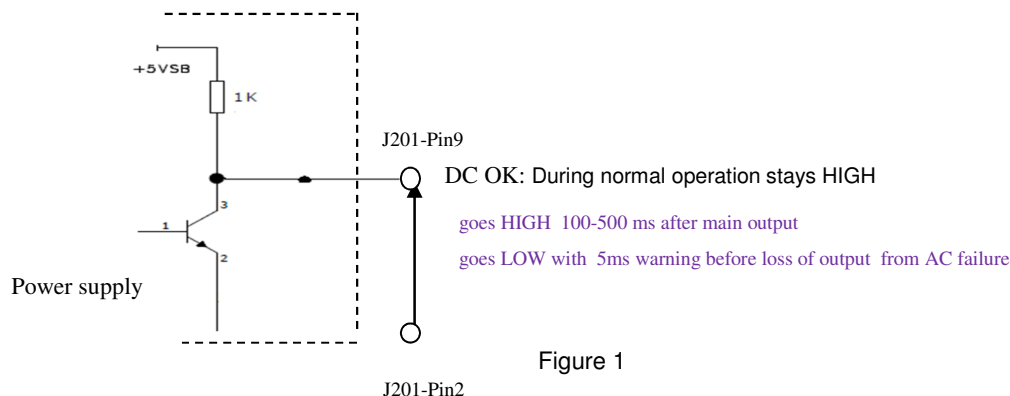 +5VSB
1K
J201-Pin9
DC OK: During normal operation stays HIGH
3
goes HIGH 100-500 ms after main output
1
2
goes LOW with 5ms warning before loss of output from AC failure
Power supply
Figure 1
J201-Pin2